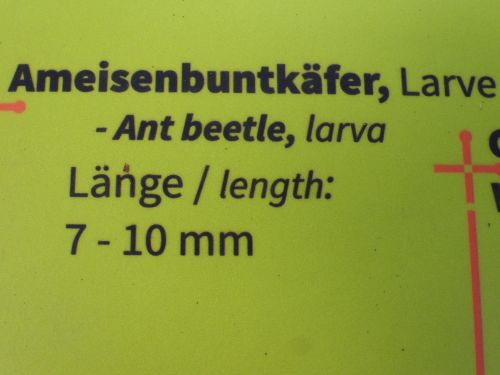 Ameisenbuntkäfer, Larve
- Ant beetle, larva
Länge / length:
7 - 10 mm